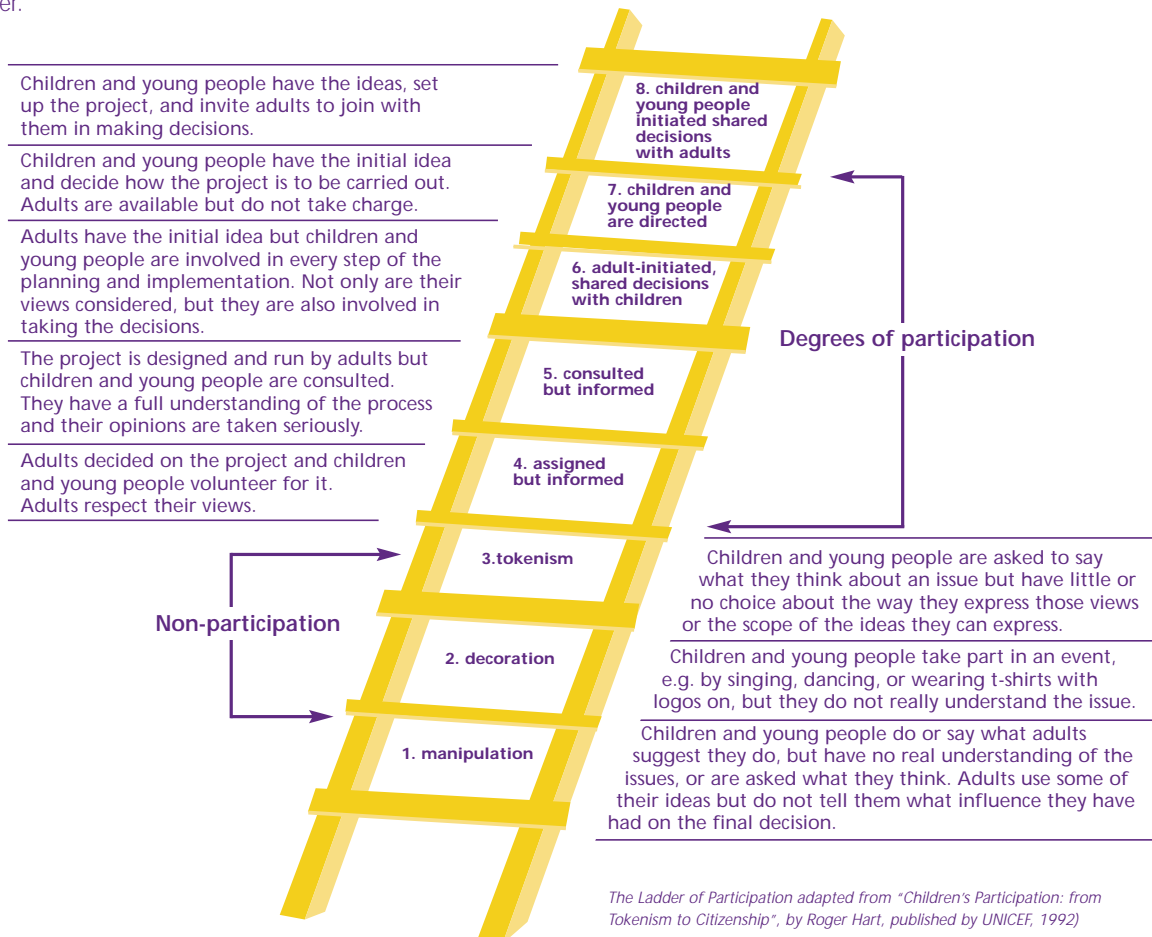 er.
Children and young people have the ideas, set
up the project, and invite adults to join with
them in making decisions.
Children and young people have the initial idea
and decide how the project is to be carried out.
Adults are available but do not take charge.
Adults have the initial idea but children and
young people are involved in every step of the
planning and implementation. Not only are their
views considered, but they are also involved in
taking the decisions.
The project is designed and run by adults but
children and young people are consulted.
They have a full understanding of the process
and their opinions are taken seriously.
Adults decided on the project and children
and young people volunteer for it.
Adults respect their views.
8. children and
young people
initiated shared
decisions
with adults
7. children and
young people
are directed
6. adult-initiated,
shared decisions
with children
5. consulted
but informed
4. assigned
but informed
3.tokenism
2. decoration
1. manipulation
Degrees of participation
Non-participation
Children and young people are asked to say
what they think about an issue but have little or
no choice about the way they express those views
or the scope of the ideas they can express.
Children and young people take part in an event,
e.g. by singing, dancing, or wearing t-shirts with
logos on, but they do not really understand the issue.
Children and young people do or say what adults
suggest they do, but have no real understanding of the
issues, or are asked what they think. Adults use some of
their ideas but do not tell them what influence they have
had on the final decision.
The Ladder of Participation adapted from “Children’s Participation: from
Tokenism to Citizenship”, by Roger Hart, published by UNICEF, 1992)